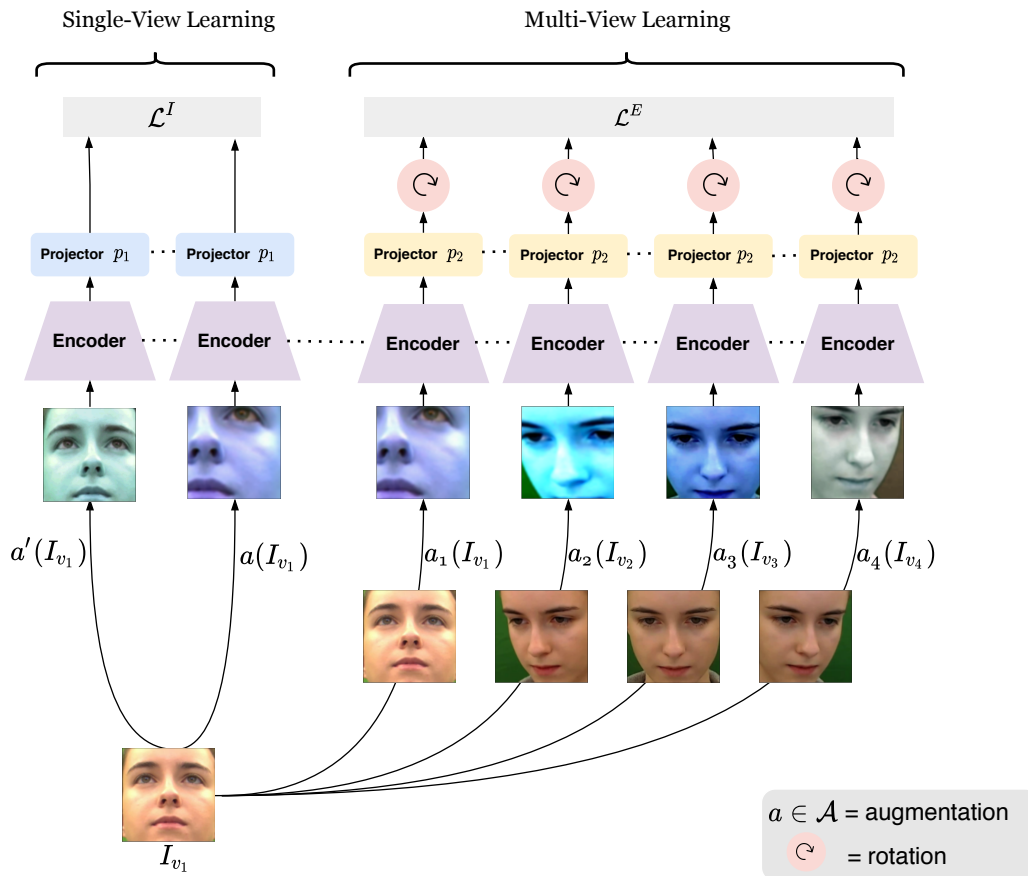 Single-View Learning
Multi-View Learning
ℒ^I
ℒ^E
Projector p₁
Projector p₁
Projector p₂
Projector p₂
Projector p₂
Projector p₂
Encoder
Encoder
Encoder
Encoder
Encoder
Encoder
a′(I_{v₁})
a(I_{v₁})
a₁(I_{v₁})
a₂(I_{v₂})
a₃(I_{v₃})
a₄(I_{v₄})
I_{v₁}
a ∈ 𝒜 = augmentation
= rotation